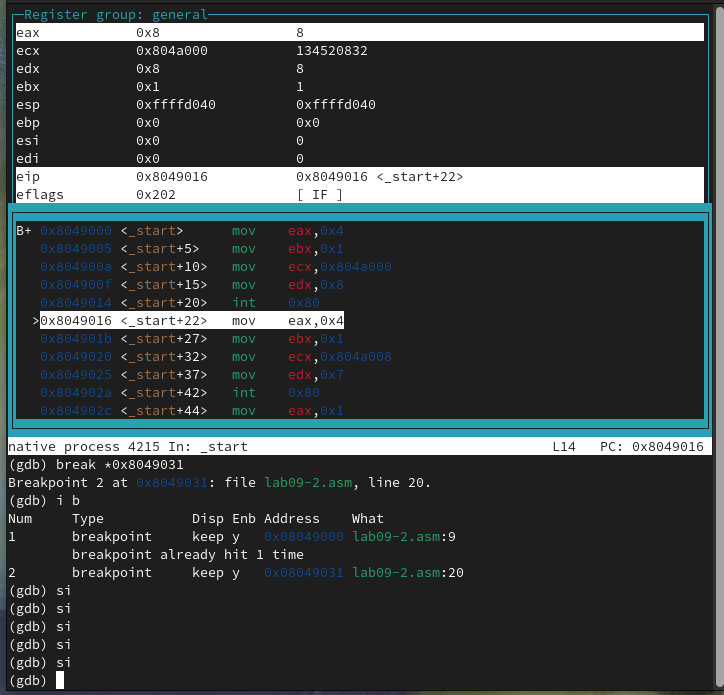 Register group: general
eax 0x8 8
ecx 0x804a000 134520832
edx 0x8 8
ebx 0x1 1
esp 0xffffd040 0xffffd040
ebp 0x0 0x0
esi 0x0 0
edi 0x0 0
eip 0x8049016 0x8049016 <_start+22>
eflags 0x202 [ IF ]
B+ 0x8049000 <_start> mov eax,0x4
0x8049005 <_start+5> mov ebx,0x1
0x804900a <_start+10> mov ecx,0x804a000
0x804900f <_start+15> mov edx,0x8
0x8049014 <_start+20> int 0x80
>0x8049016 <_start+22> mov eax,0x4
0x804901b <_start+27> mov ebx,0x1
0x8049020 <_start+32> mov ecx,0x804a008
0x8049025 <_start+37> mov edx,0x7
0x804902a <_start+42> int 0x80
0x804902c <_start+44> mov eax,0x1
native process 4215 In: _start L14 PC: 0x8049016
(gdb) break *0x8049031
Breakpoint 2 at 0x8049031: file lab09-2.asm, line 20.
(gdb) i b
Num Type Disp Enb Address What
1 breakpoint keep y 0x08049000 lab09-2.asm:9
breakpoint already hit 1 time
2 breakpoint keep y 0x08049031 lab09-2.asm:20
(gdb) si
(gdb) si
(gdb) si
(gdb) si
(gdb) si
(gdb)